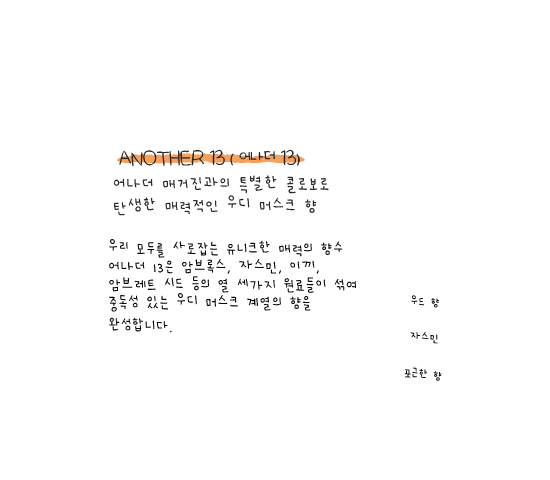 ANOTHER 13 ( 어나더 13)
어나더 매거진과의 특별한 콜로보로
탄생한 매력적인 우디 머스크 향
우리 모두를 사로잡는 유니크한 매력의 향수
어나더 13은 암브록스, 자스민, 이끼,
암브레트 시드 등의 열 세가지 원료들이 섞여
중독성 있는 우디 머스크 계열의 향을
완성합니다.
우드 향
자스민
포근한 향